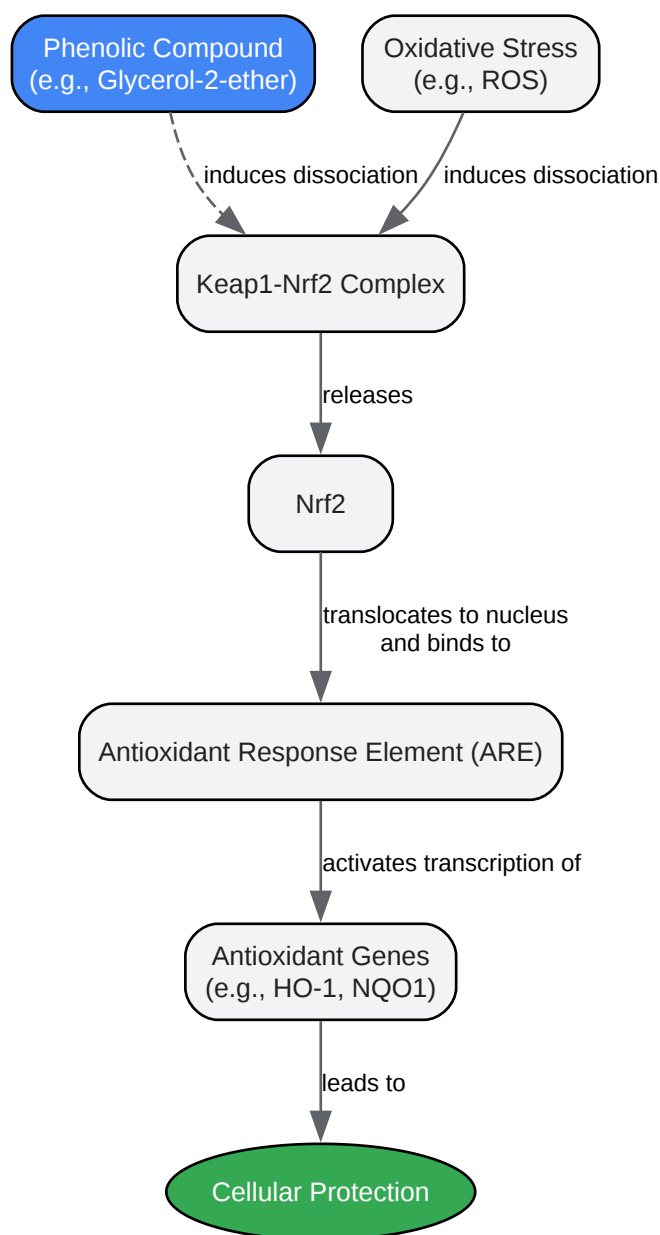 Phenolic Compound
(e.g., Glycerol-2-ether)
Oxidative Stress
(e.g., ROS)
induces dissociation
induces dissociation
Keap1-Nrf2 Complex
releases
Nrf2
translocates to nucleus
and binds to
Antioxidant Response Element (ARE)
activates transcription of
Antioxidant Genes
(e.g., HO-1, NQO1)
leads to
Cellular Protection